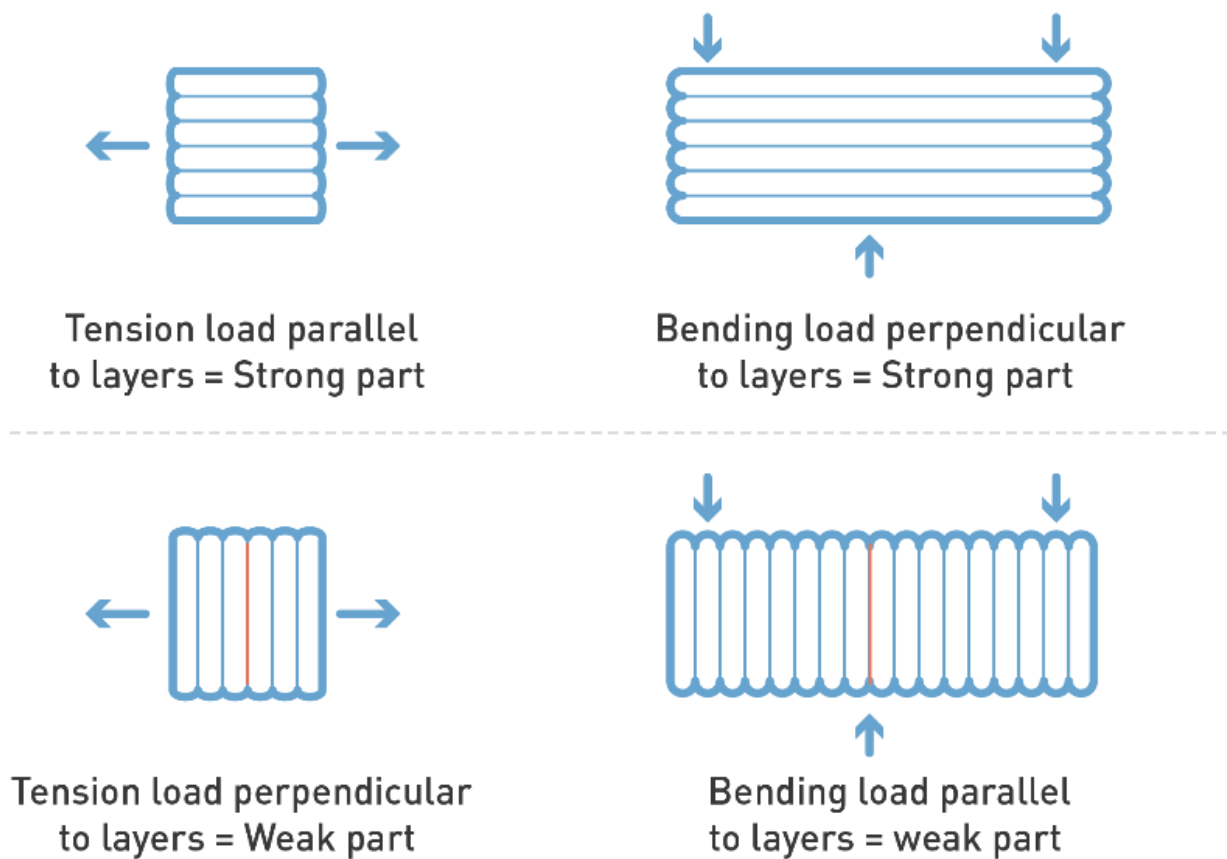 Tension load parallel
to layers = Strong part
Bending load perpendicular
to layers = Strong part
Tension load perpendicular
to layers = Weak part
Bending load parallel
to layers = weak part